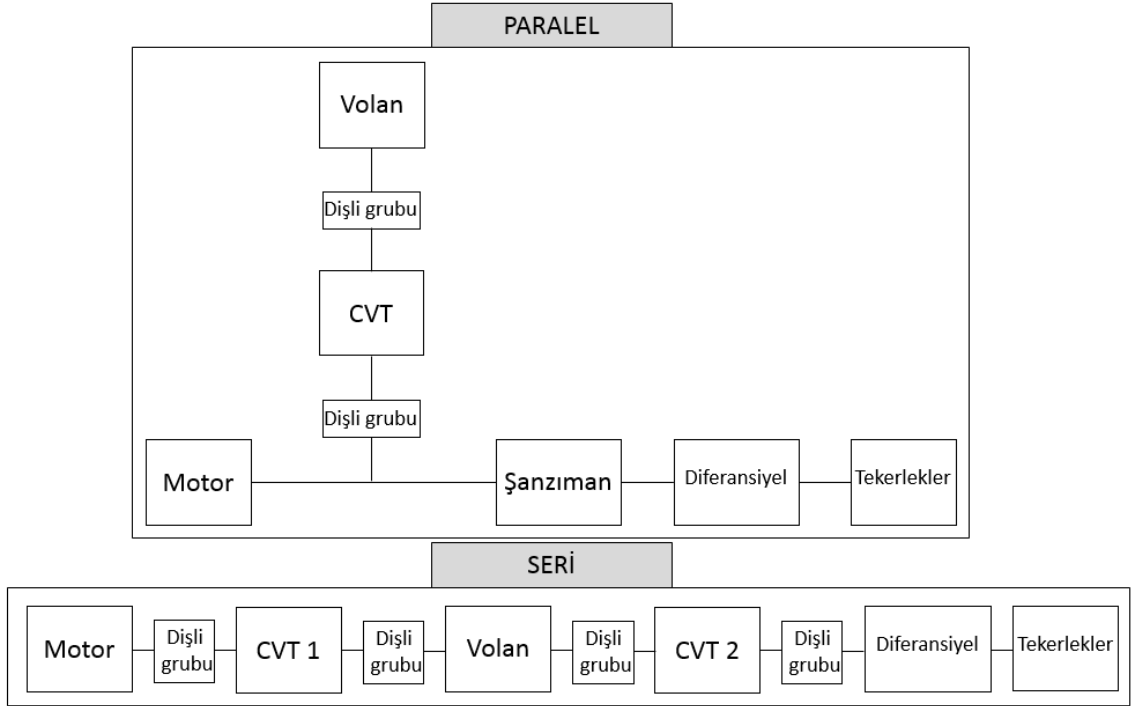 PARALEL
Volan
Dişli grubu
CVT
Dişli grubu
Motor
Şanzıman
Diferansiyel
Tekerlekler
SERİ
Motor
Dişli
grubu
CVT 1
Dişli
grubu
Volan
Dişli
grubu
CVT 2
Dişli
grubu
Diferansiyel
Tekerlekler